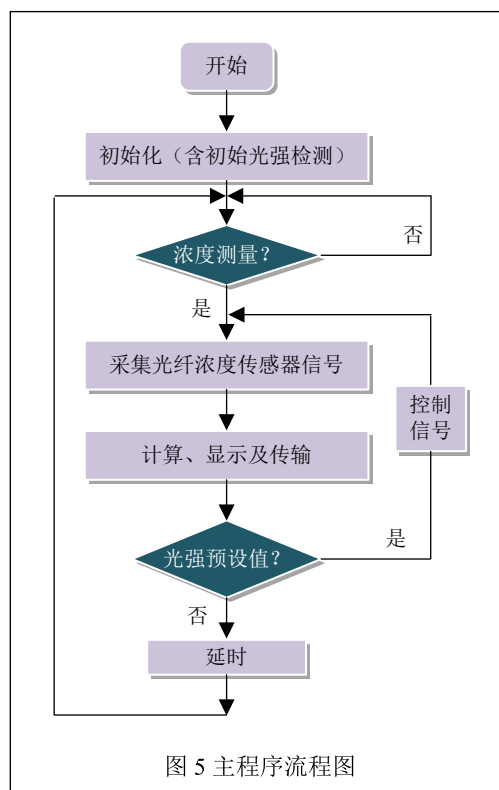 开始
初始化（含初始光强检测）
浓度测量？
否
是
采集光纤浓度传感器信号
控制
信号
计算、显示及传输
光强预设值？
是
否
延时
图 5 主程序流程图